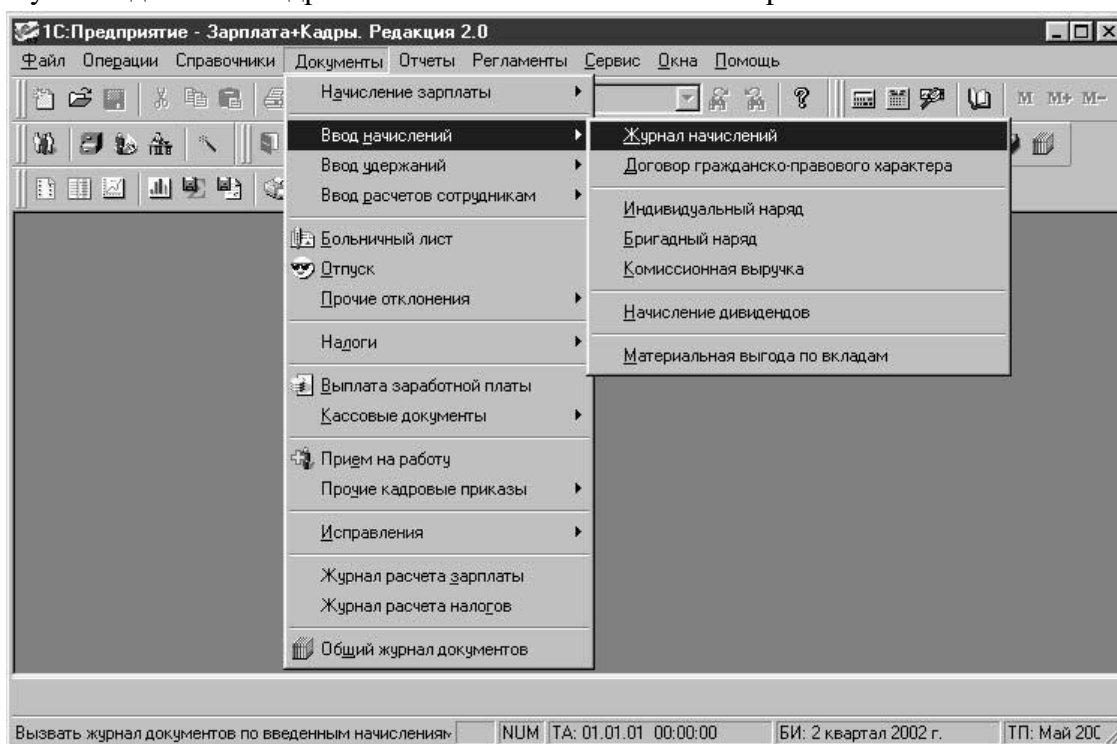 1С:Предприятие - Зарплата+Кадры. Редакция 2.0
Файл Операции Справочники Документы Отчеты Регламенты Сервис Окна Помощь
M M+ M-
Начисление зарплаты
Ввод начислений
Ввод удержаний
Ввод расчетов сотрудникам
Больничный лист
Отпуск
Прочие отклонения
Налоги
Выплата заработной платы
Кассовые документы
Прием на работу
Прочие кадровые приказы
Исправления
Журнал расчета зарплаты
Журнал расчета налогов
Общий журнал документов
Журнал начислений
Договор гражданско-правового характера
Индивидуальный наряд
Бригадный наряд
Комиссионная выручка
Начисление дивидендов
Материальная выгода по вкладам
Вызвать журнал документов по введенным начислениям NUM ТА: 01.01.01 00:00:00 БИ: 2 квартал 2002 г. ТП: Май 200